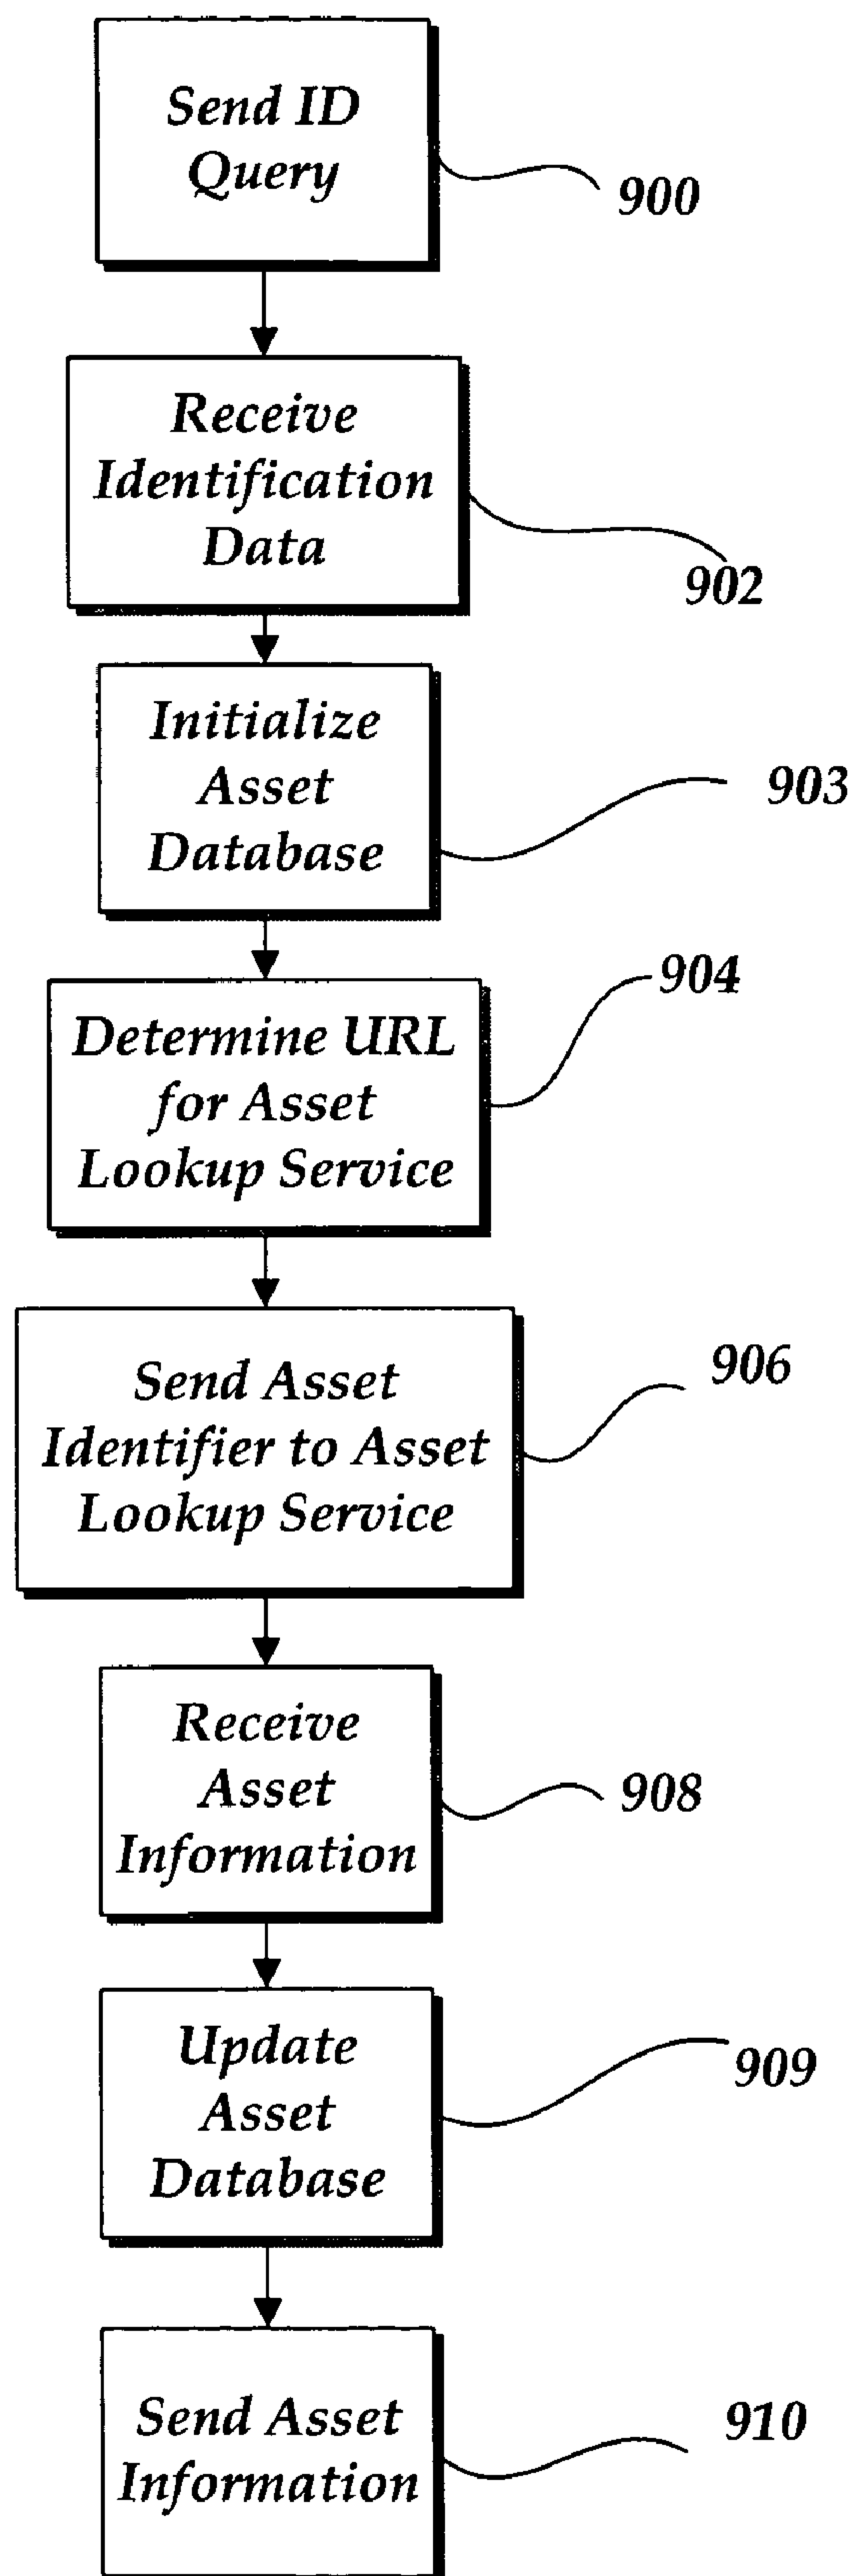 Send ID
Query
900
Receive
Identification
Data
902
Initialize
Asset
Database
903
Determine URL
for Asset
Lookup Service
904
Send Asset
Identifier to Asset
Lookup Service
906
Receive
Asset
Information
908
Update
Asset
Database
909
Send Asset
Information
910